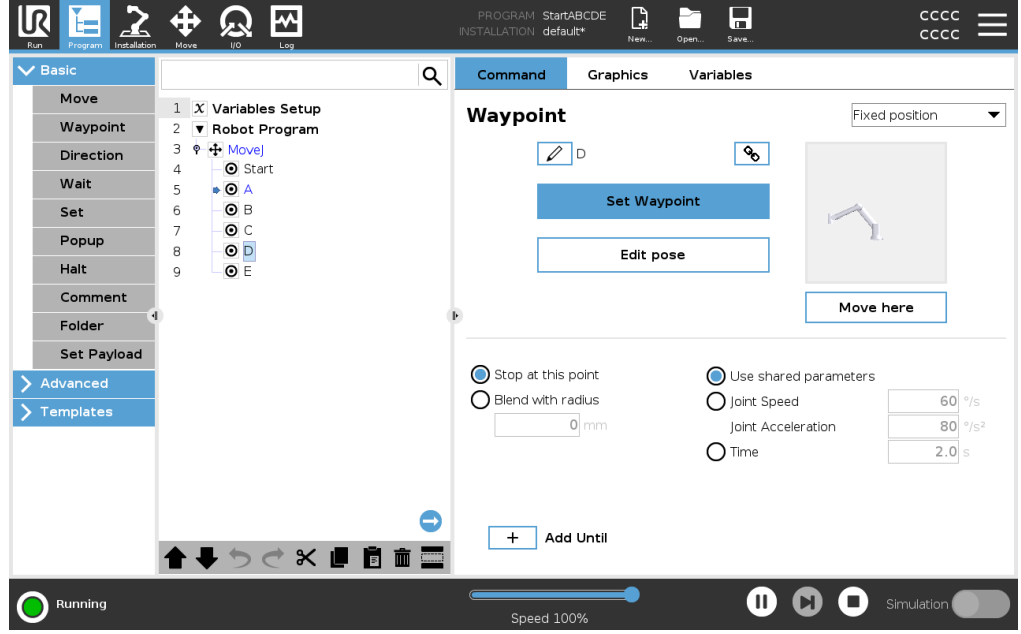 PROGRAM StartABCDE
INSTALLATION default*
CCCC
CCCC
Run Program Installation Move I/O Log New... Open... Save...
Basic
Move
Waypoint
Direction
Wait
Set
Popup
Halt
Comment
Folder
Set Payload
Advanced
Templates
1 X Variables Setup
2 Robot Program
3 MoveJ
4 Start
5 A
6 B
7 C
8 D
9 E
Command Graphics Variables
Waypoint
Fixed position
D
Set Waypoint
Edit pose
Move here
Stop at this point
Blend with radius
0 mm
Use shared parameters
Joint Speed 60 °/s
Joint Acceleration 80 °/s²
Time 2.0 s
+ Add Until
Running
Speed 100%
Simulation